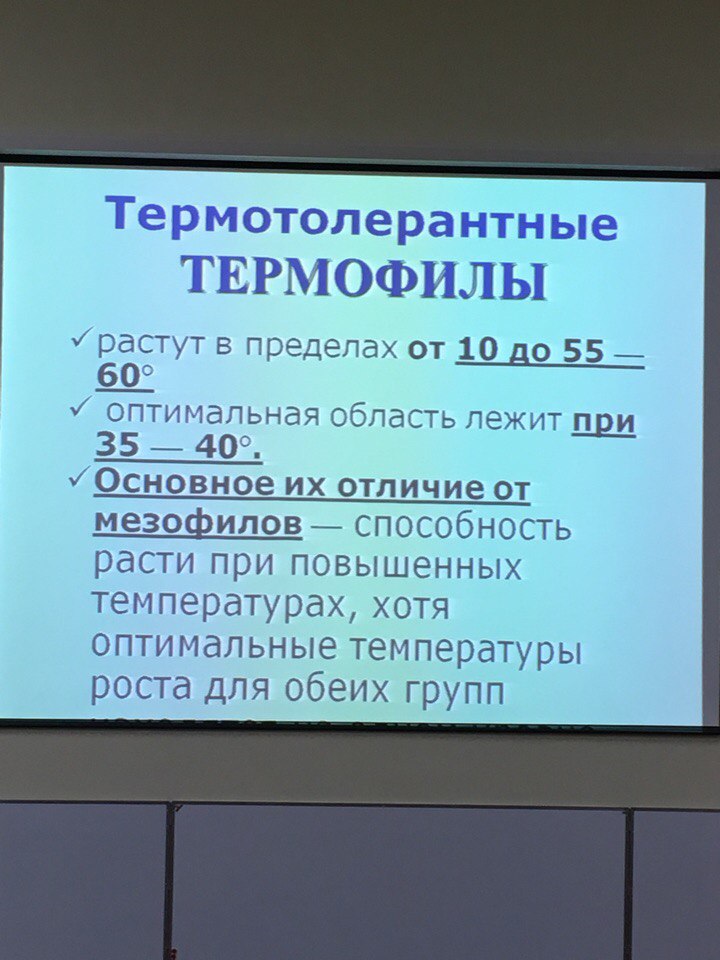 Термотолерантные
ТЕРМОФИЛЫ
✓растут в пределах от 10 до 55 —
60°
✓ оптимальная область лежит при
35 — 40°.
✓Основное их отличие от
мезофилов — способность
расти при повышенных
температурах, хотя
оптимальные температуры
роста для обеих групп